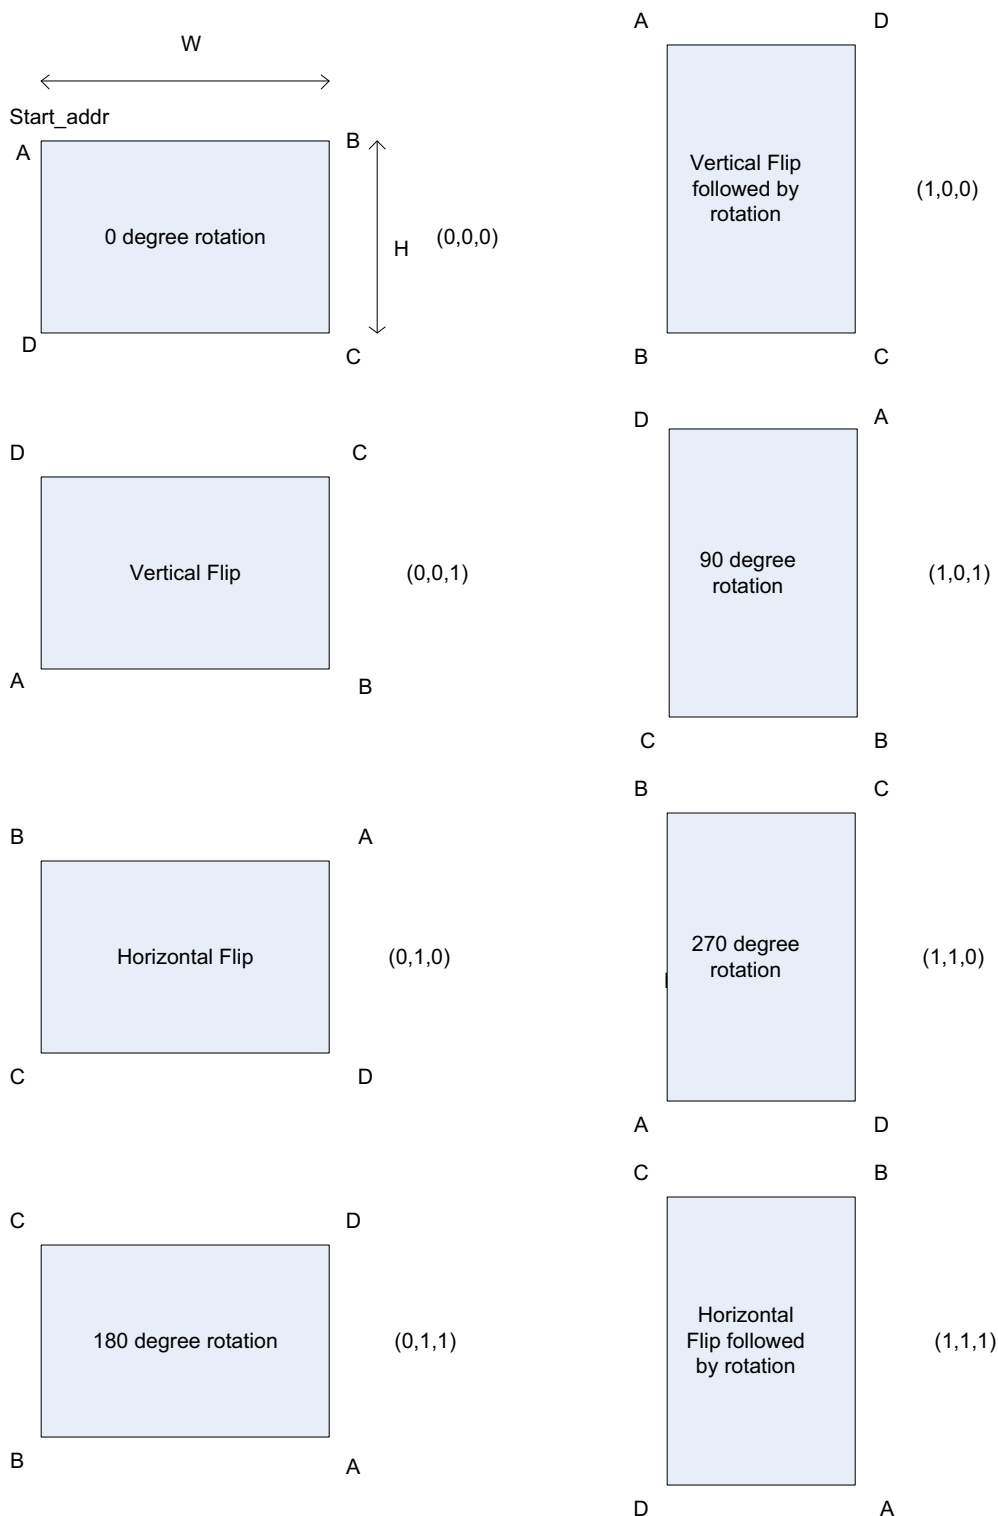 W
Start_addr
A
B
0 degree rotation
H
(0,0,0)
D
C
D
C
Vertical Flip
(0,0,1)
A
B
B
A
Horizontal Flip
(0,1,0)
C
D
C
D
180 degree rotation
(0,1,1)
B
A
A
D
Vertical Flip
followed by
rotation
(1,0,0)
B
C
D
A
90 degree
rotation
(1,0,1)
C
B
B
C
270 degree
rotation
(1,1,0)
A
D
C
B
Horizontal
Flip followed
by rotation
(1,1,1)
D
A